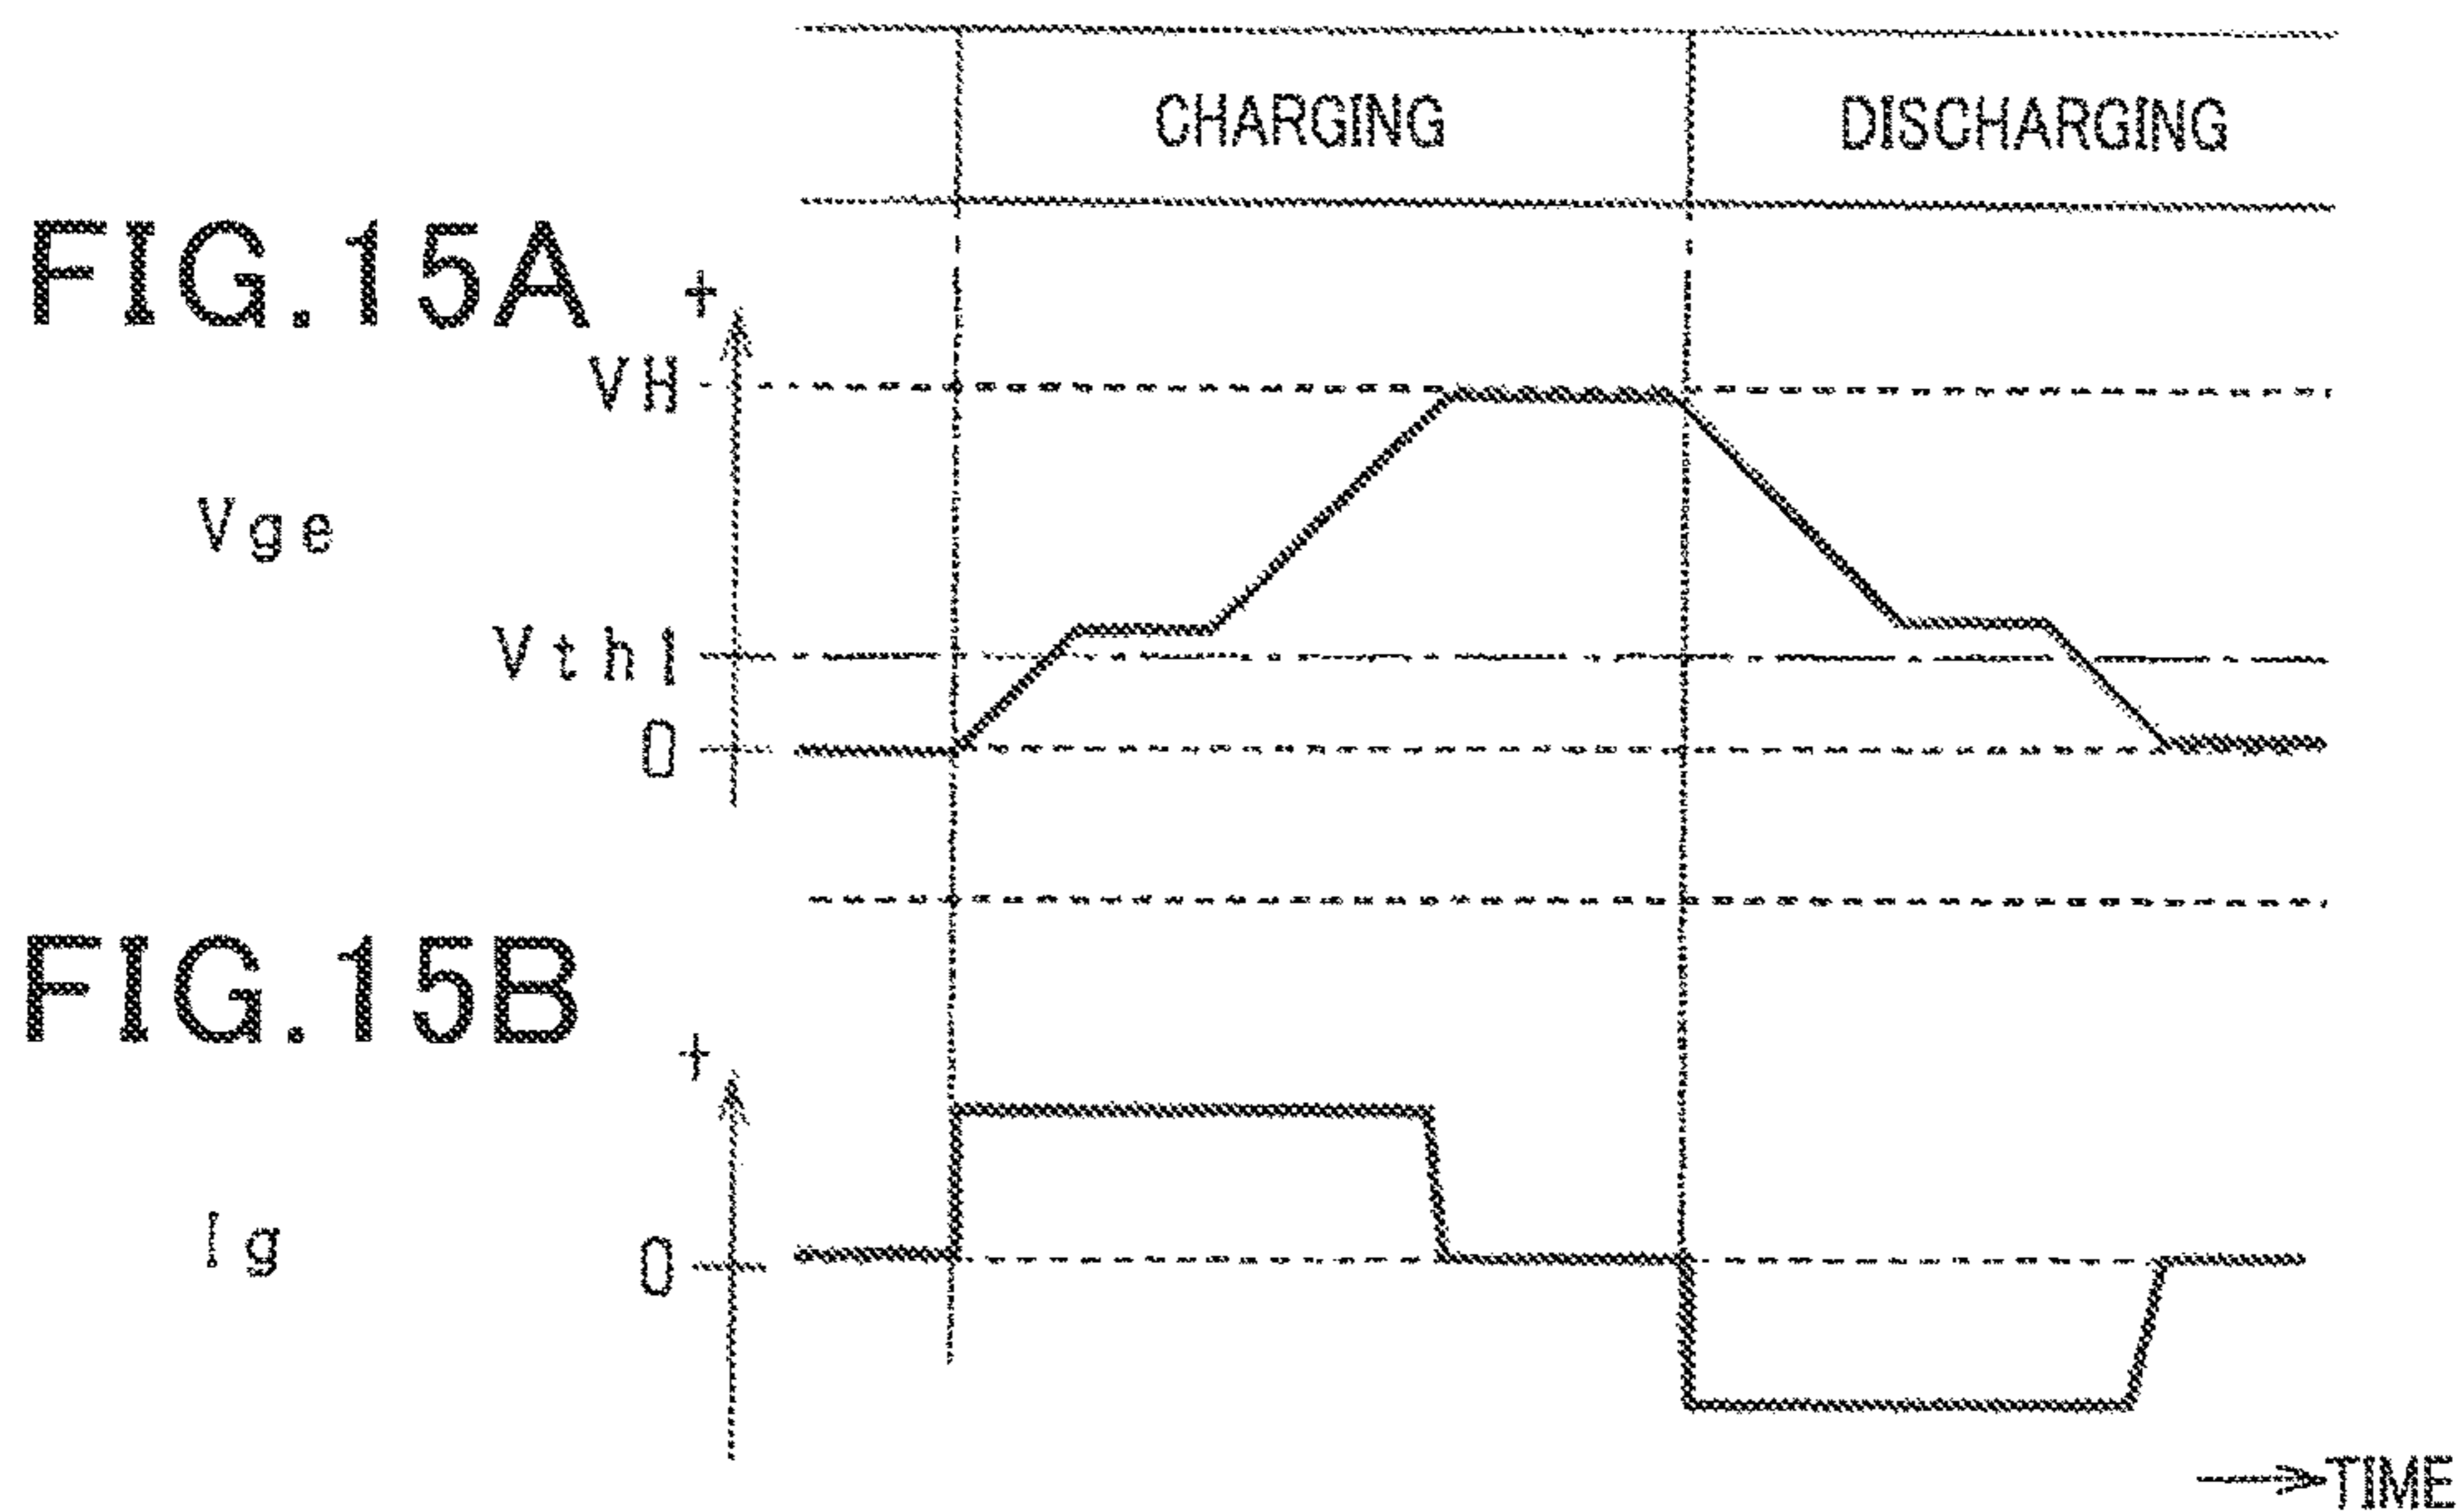 CHARGING DISCHARGING
FIG.15A
+
VH
Vge
Vth1
0
FIG.15B
+
Ig
0
TIME